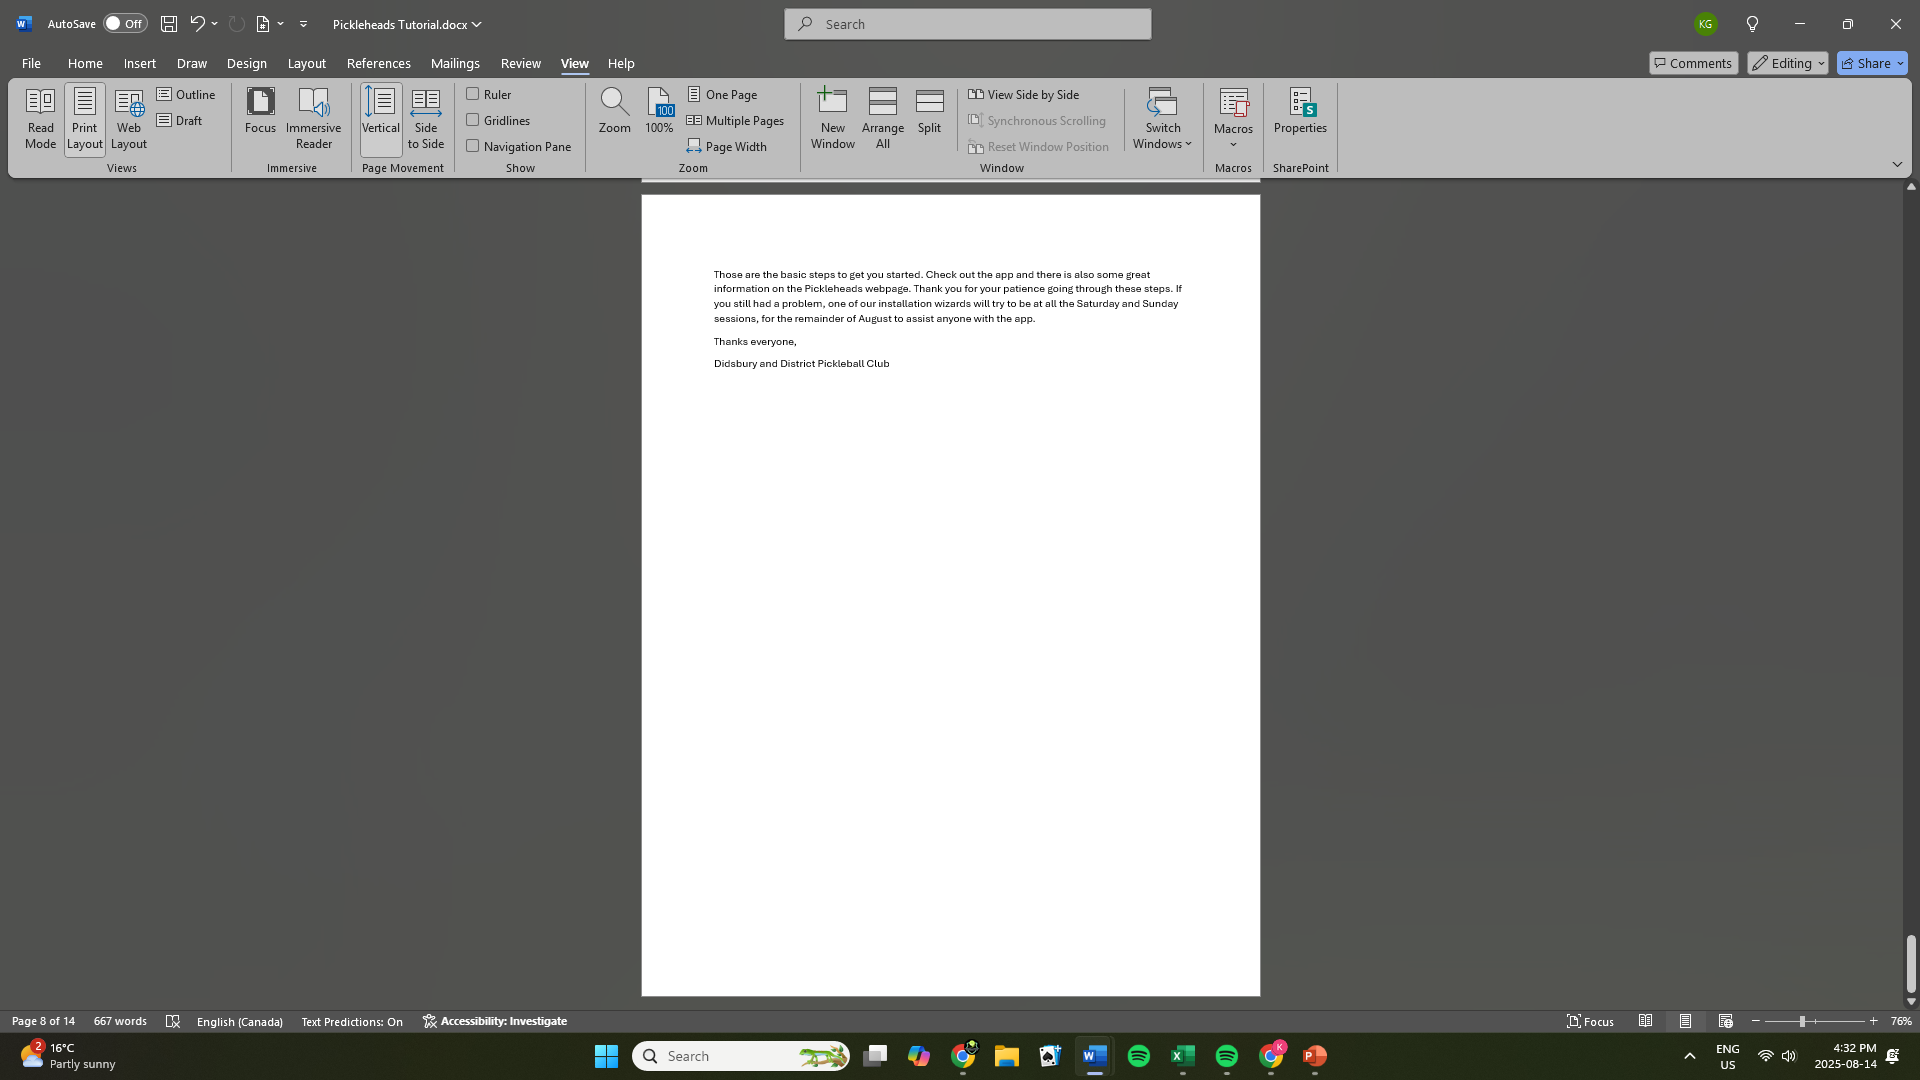 AutoSave Off Pickleheads Tutorial.docx Search KG
File Home Insert Draw Design Layout References Mailings Review View Help Comments Editing Share
Read Mode
Print Layout
Web Layout
Outline
Draft
Views
Focus
Immersive Reader
Immersive
Vertical
Side to Side
Page Movement
Ruler
Gridlines
Navigation Pane
Show
Zoom
100
100%
One Page
Multiple Pages
Page Width
Zoom
New Window
Arrange All
Split
View Side by Side
Synchronous Scrolling
Reset Window Position
Switch Windows
Window
Macros
Macros
Properties
SharePoint
Those are the basic steps to get you started. Check out the app and there is also some great
information on the Pickleheads webpage. Thank you for your patience going through these steps. If
you still had a problem, one of our installation wizards will try to be at all the Saturday and Sunday
sessions, for the remainder of August to assist anyone with the app.
Thanks everyone,
Didsbury and District Pickleball Club
Page 8 of 14 667 words English (Canada) Text Predictions: On Accessibility: Investigate Focus 76%
2 16°C
Partly sunny
Search
ENG
US
4:32 PM
2025-08-14